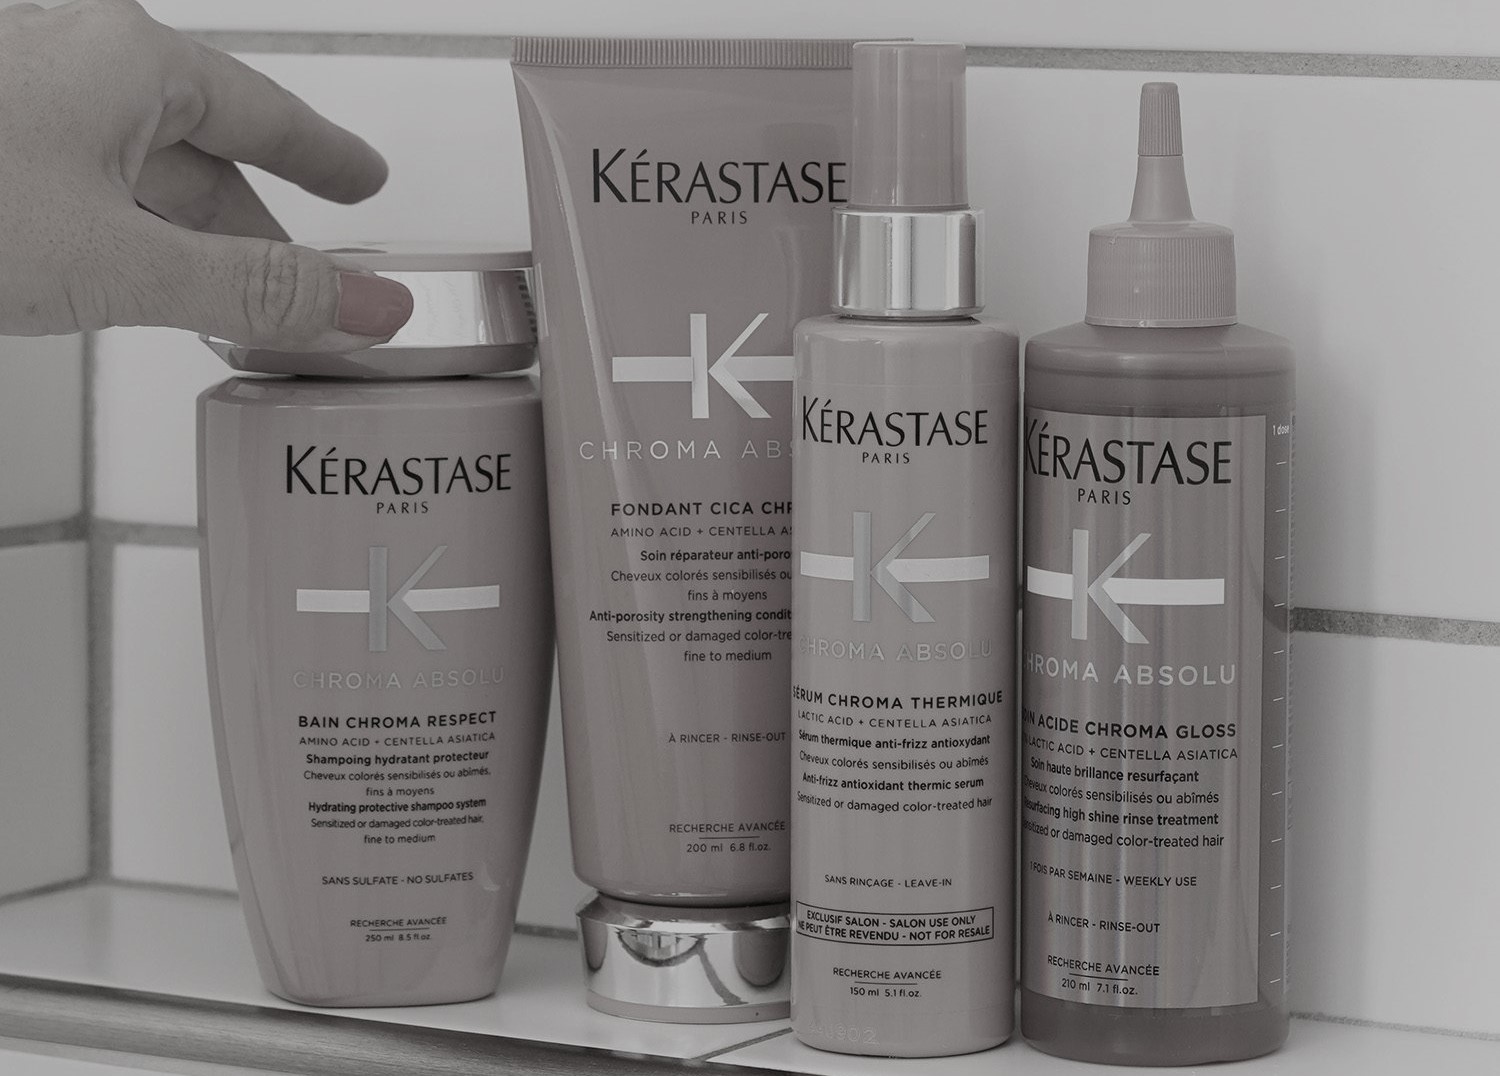 KÉRASTASE
PARIS
CHROMA ABSOLU
BAIN CHROMA RESPECT
AMINO ACID + CENTELLA ASIATICA
Shampoing hydratant protecteur
Cheveux colorés sensibilisés ou abîmés,
fins à moyens
Hydrating protective shampoo system
Sensitized or damaged color-treated hair,
fine to medium
SANS SULFATE - NO SULFATES
RECHERCHE AVANCÉE
250 ml 8.5 fl.oz.
KÉRASTASE
PARIS
K
CHROMA ABS
FONDANT CICA CHR
AMINO ACID + CENTELLA AS
Soin réparateur anti-poro
Cheveux colorés sensibilisés ou
fins à moyens
Anti-porosity strengthening condit
Sensitized or damaged color-tre
fine to medium
À RINCER - RINSE-OUT
RECHERCHE AVANCÉE
200 ml 6.8 fl.oz.
KÉRASTASE
PARIS
K
CHROMA ABSOLU
SÉRUM CHROMA THERMIQUE
LACTIC ACID + CENTELLA ASIATICA
Sérum thermique anti-frizz antioxydant
Cheveux colorés sensibilisés ou abîmés
Anti-frizz antioxidant thermic serum
Sensitized or damaged color-treated hair
SANS RINÇAGE - LEAVE-IN
EXCLUSIF SALON - SALON USE ONLY
NE PEUT ÊTRE REVENDU - NOT FOR RESALE
RECHERCHE AVANCÉE
150 ml 5.1 fl.oz.
1 dose
KÉRASTASE
PARIS
K
CHROMA ABSOLU
SOIN ACIDE CHROMA GLOSS
LACTIC ACID + CENTELLA ASIATICA
Soin haute brillance resurfaçant
Cheveux colorés sensibilisés ou abîmés
Resurfacing high shine rinse treatment
Sensitized or damaged color-treated hair
1 FOIS PAR SEMAINE - WEEKLY USE
À RINCER - RINSE-OUT
RECHERCHE AVANCÉE
210 ml 7.1 fl.oz.